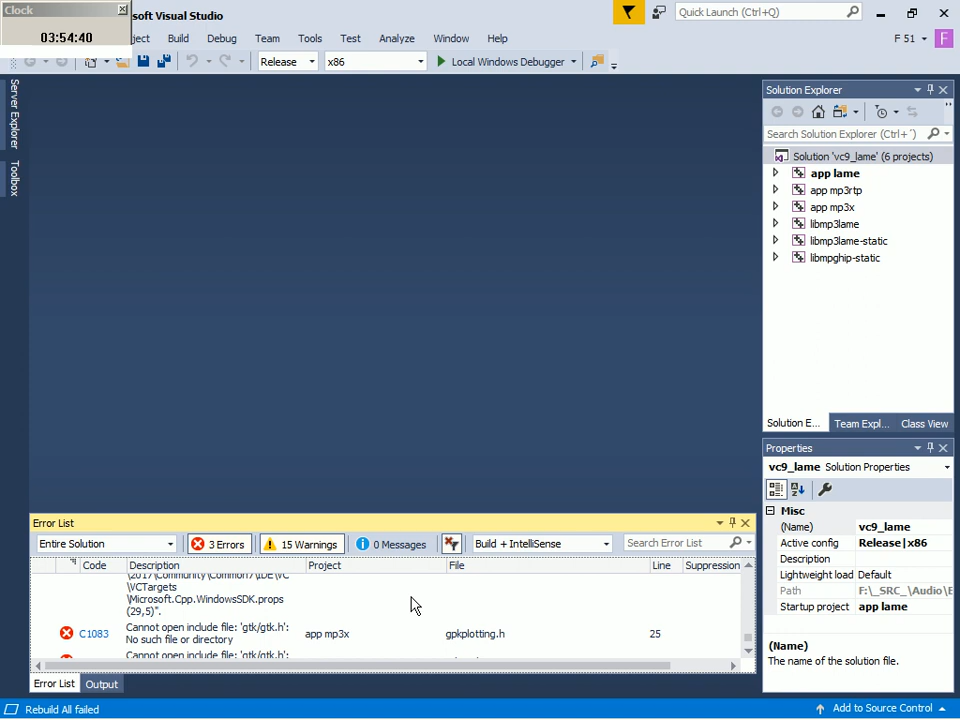 Clock
03:54:40
osoft Visual Studio
Quick Launch (Ctrl+Q)
ject Build Debug Team Tools Test Analyze Window Help
F 51
F
Release
x86
Local Windows Debugger
Server Explorer
Toolbox
Solution Explorer
Search Solution Explorer (Ctrl+')
Solution 'vc9_lame' (6 projects)
app lame
app mp3rtp
app mp3x
libmp3lame
libmp3lame-static
libmpghip-static
Solution E... Team Expl... Class View
Properties
vc9_lame Solution Properties
Misc
(Name) vc9_lame
Active config Release|x86
Description
Lightweight load Default
Path F:\_SRC_\Audio\E
Startup project app lame
(Name)
The name of the solution file.
Error List
Entire Solution
3 Errors
15 Warnings
0 Messages
Build + IntelliSense
Search Error List
Code Description Project File Line Suppression
\2017\Community\Common7\IDE\VC
\VCTargets
\Microsoft.Cpp.WindowsSDK.props
(29,5)".
C1083 Cannot open include file: 'gtk/gtk.h': No such file or directory app mp3x gpkplotting.h 25
Cannot open include file: 'gtk/gtk.h':
Error List Output
Rebuild All failed
Add to Source Control